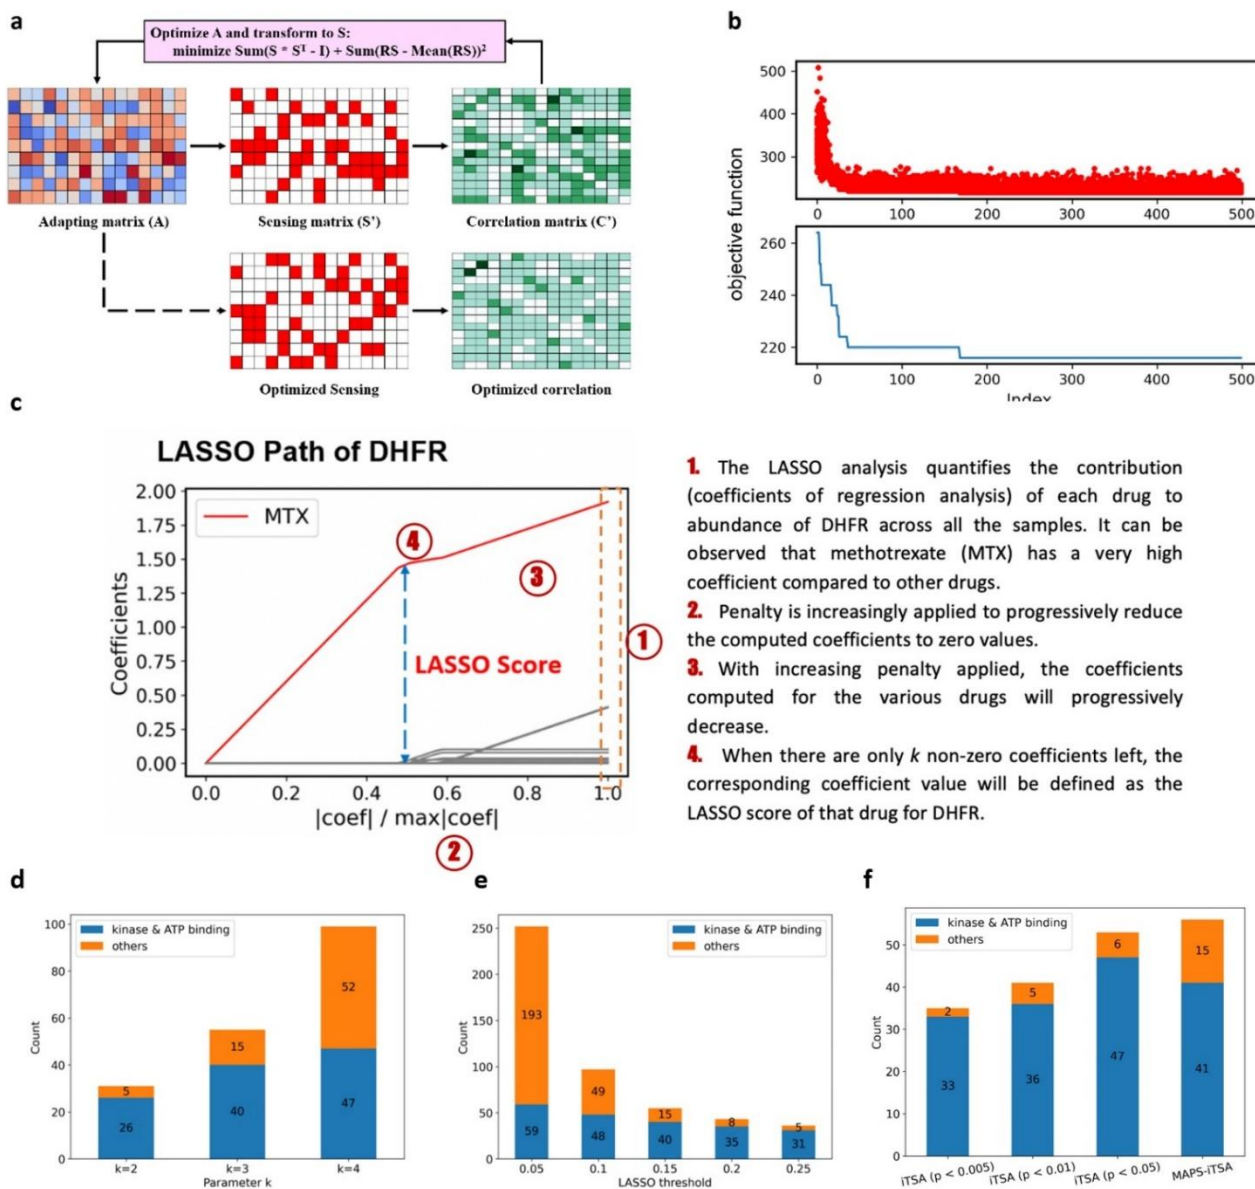 a
Optimize A and transform to S:
minimize Sum(S * Sᵀ - I) + Sum(RS - Mean(RS))²
Adapting matrix (A)
Sensing matrix (S’)
Correlation matrix (C’)
Optimized Sensing
Optimized correlation
b
objective function
500
400
300
0 100 200 300 400 500
260
240
220
0 100 200 300 400 500
Index
c
LASSO Path of DHFR
MTX
Coefficients
2.00
1.75
1.50
1.25
1.00
0.75
0.50
0.25
0.00
4
3
1
LASSO Score
0.0 0.2 0.4 0.6 0.8 1.0
|coef| / max|coef|
2
1. The LASSO analysis quantifies the contribution
(coefficients of regression analysis) of each drug to
abundance of DHFR across all the samples. It can be
observed that methotrexate (MTX) has a very high
coefficient compared to other drugs.
2. Penalty is increasingly applied to progressively reduce
the computed coefficients to zero values.
3. With increasing penalty applied, the coefficients
computed for the various drugs will progressively
decrease.
4. When there are only k non-zero coefficients left, the
corresponding coefficient value will be defined as the
LASSO score of that drug for DHFR.
d
kinase & ATP binding
others
Count
100
80
60
40
20
0
5
26
15
40
52
47
k=2 k=3 k=4
Parameter k
e
kinase & ATP binding
others
Count
250
200
150
100
50
0
193
59
49
48
15
40
8
35
5
31
0.05 0.1 0.15 0.2 0.25
LASSO threshold
f
kinase & ATP binding
others
Count
50
40
30
20
10
0
2
33
5
36
6
47
15
41
iTSA (p < 0.005) iTSA (p < 0.01) iTSA (p < 0.05) MAPS-iTSA